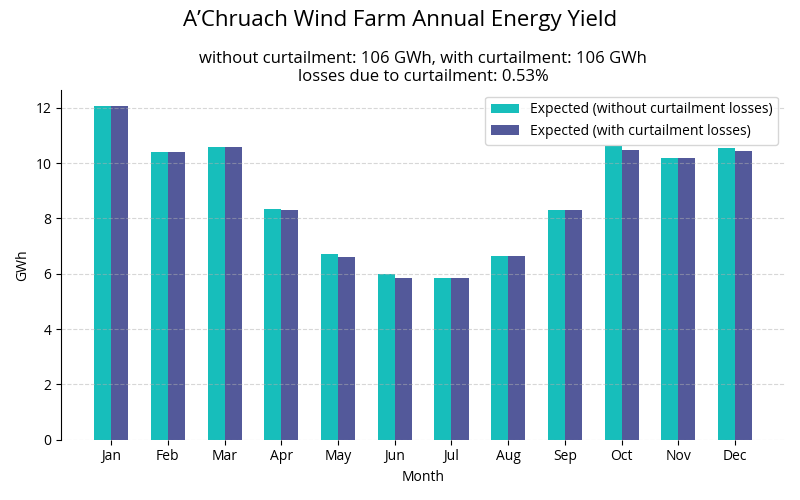 A’Chruach Wind Farm Annual Energy Yield
without curtailment: 106 GWh, with curtailment: 106 GWh
losses due to curtailment: 0.53%
Expected (without curtailment losses)
Expected (with curtailment losses)
12
10
8
6
4
2
0
GWh
Jan Feb Mar Apr May Jun Jul Aug Sep Oct Nov Dec
Month